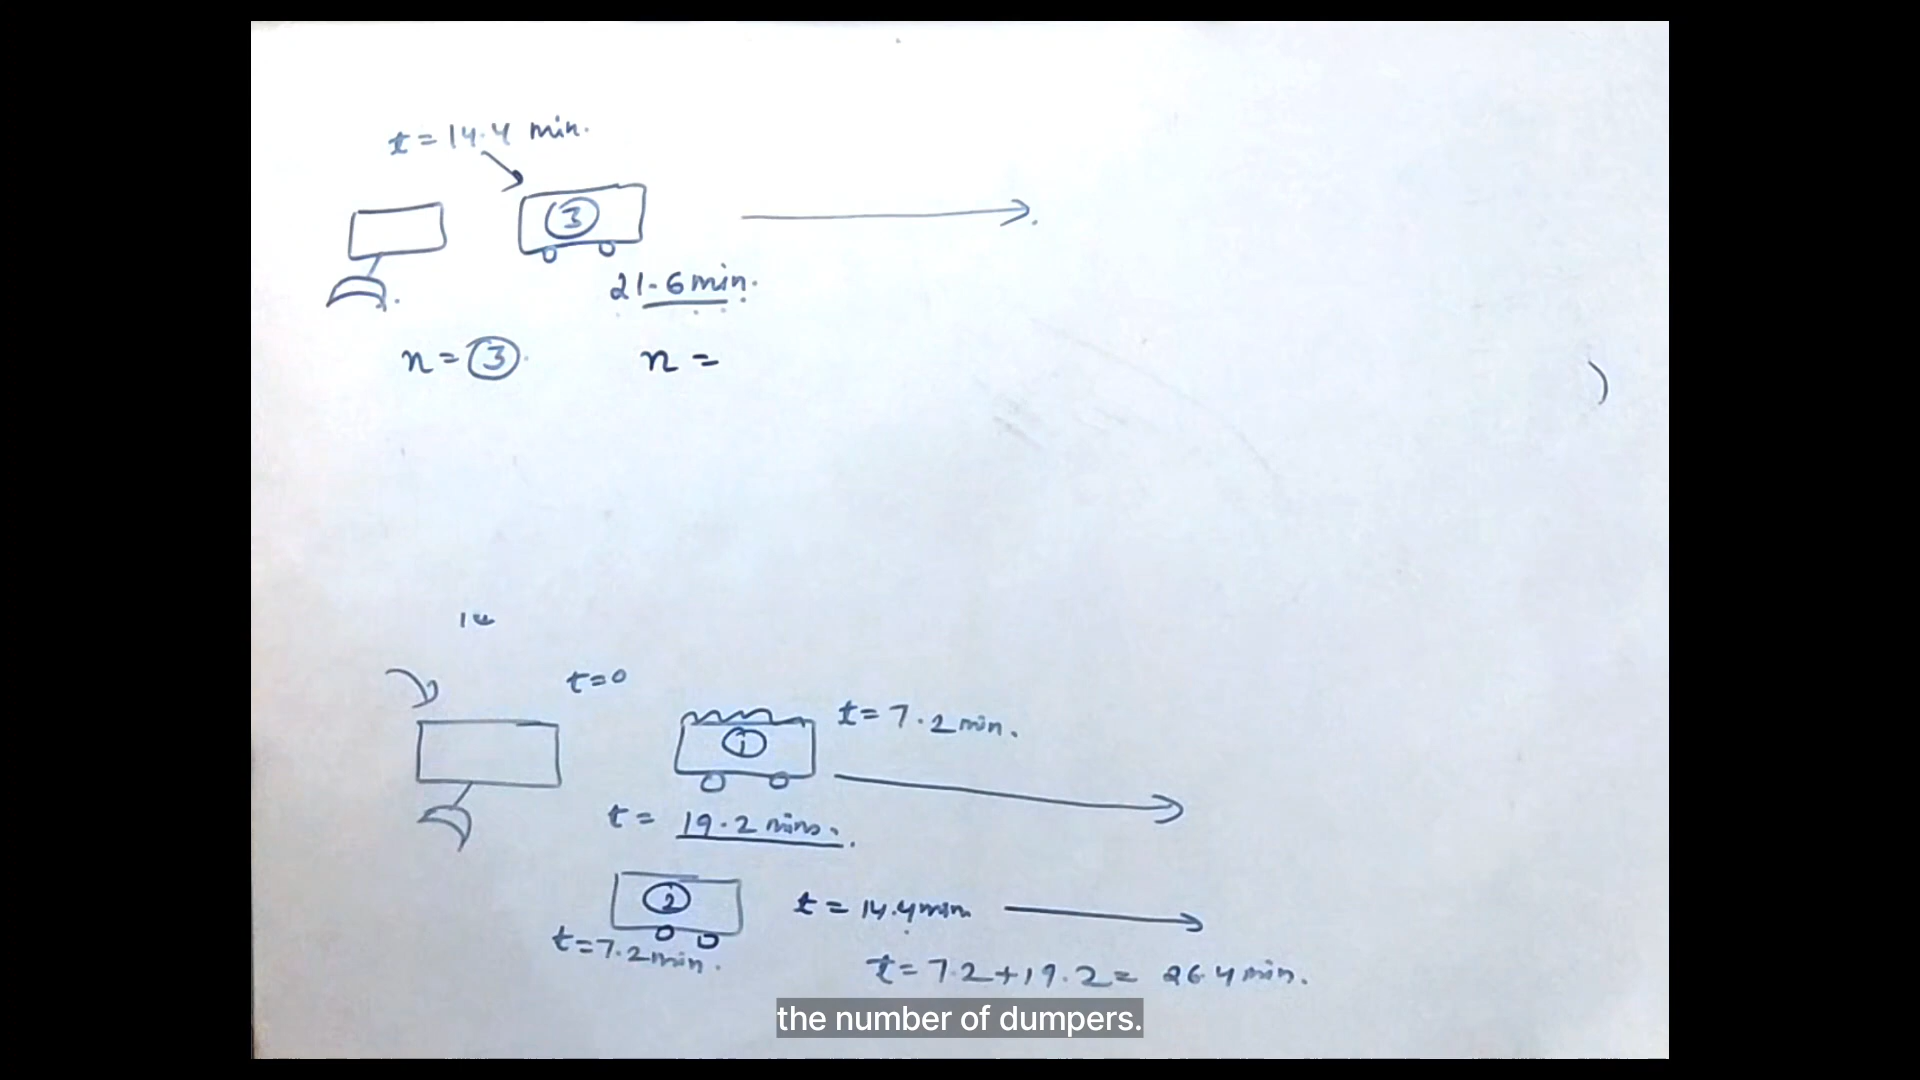 t = 14.4 min.
3
21.6 min.
n = 3
n =
t=0
t = 7.2 min.
1
t = 19.2 mins.
2
t = 14.4 min
t=7.2 min.
t = 7.2+19.2 = 26.4 min.
the number of dumpers.